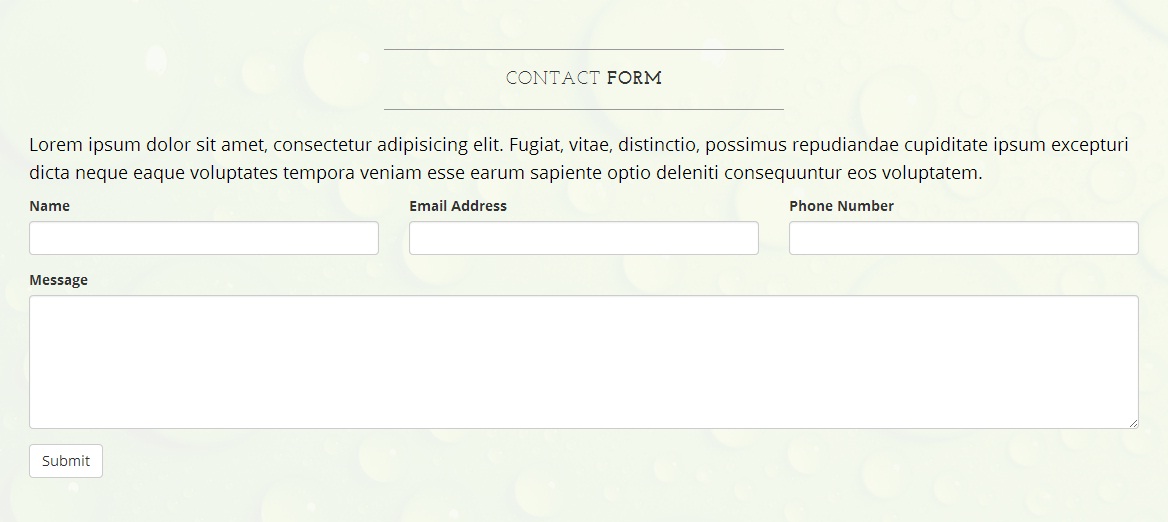 CONTACT FORM
Lorem ipsum dolor sit amet, consectetur adipisicing elit. Fugiat, vitae, distinctio, possimus repudiandae cupiditate ipsum excepturi
dicta neque eaque voluptates tempora veniam esse earum sapiente optio deleniti consequuntur eos voluptatem.
Name Email Address Phone Number
Message
Submit